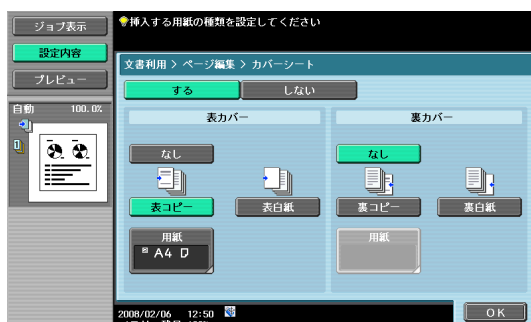 ジョブ表示
設定内容
プレビュー
自動 100.0%
挿入する用紙の種類を設定してください
文書利用 > ページ編集 > カバーシート
する
しない
表カバー
なし
表コピー
表白紙
用紙
A4
裏カバー
なし
裏コピー
裏白紙
用紙
2008/02/06 12:50
OK